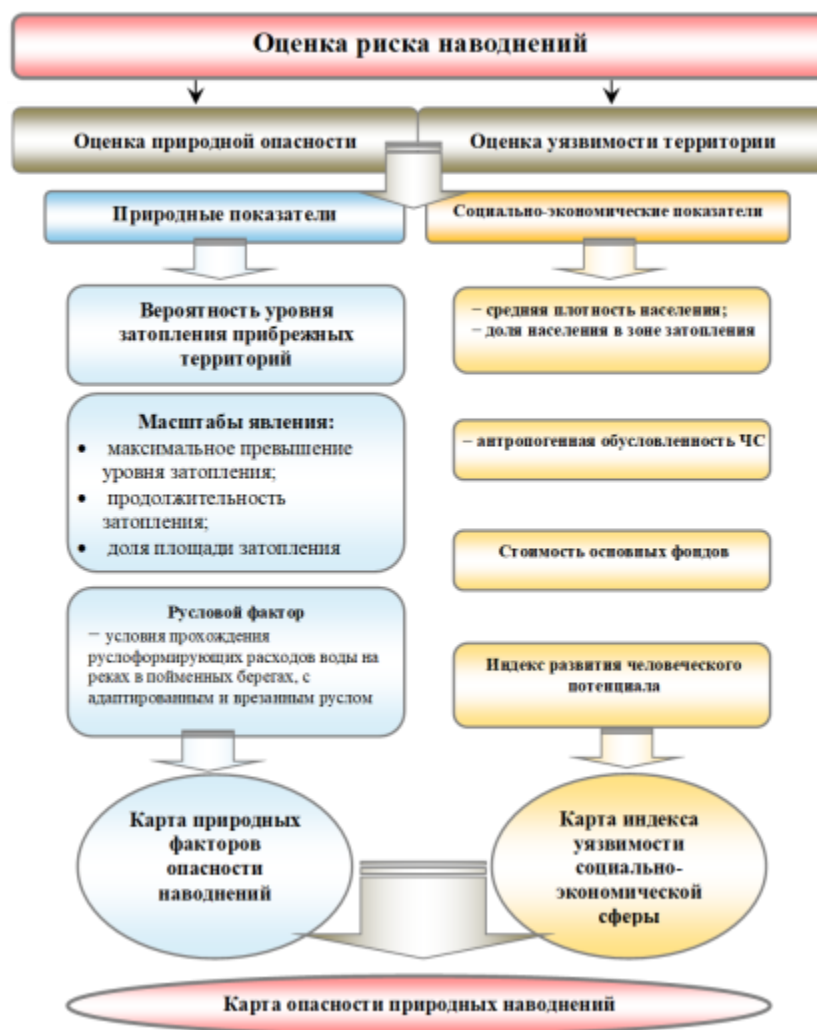 Оценка риска наводнений
Оценка природной опасности
Оценка уязвимости территории
Природные показатели
Социально-экономические показатели
Вероятность уровня
затопления прибрежных
территорий
Масштабы явления:
• максимальное превышение
уровня затопления;
• продолжительность
затопления;
• доля площади затопления
Русловой фактор
– условия прохождения
руслоформирующих расходов воды на
реках в пойменных берегах, с
адаптированным и врезанным руслом
Карта природных
факторов
опасности
наводнений
– средняя плотность населения;
– доля населения в зоне затопления
– антропогенная обусловленность ЧС
Стоимость основных фондов
Индекс развития человеческого
потенциала
Карта индекса
уязвимости
социально-
экономической
сферы
Карта опасности природных наводнений